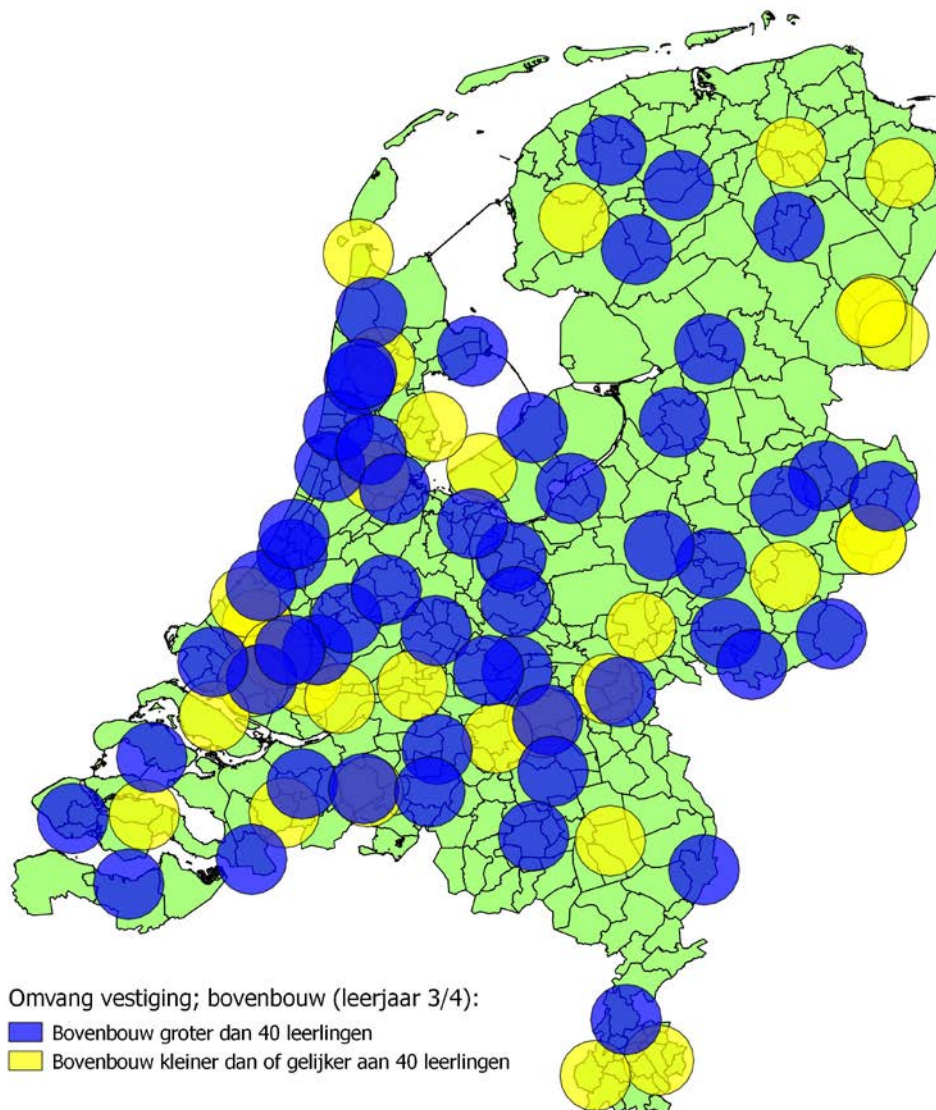 Omvang vestiging; bovenbouw (leerjaar 3/4):
Bovenbouw groter dan 40 leerlingen
Bovenbouw kleiner dan of gelijker aan 40 leerlingen